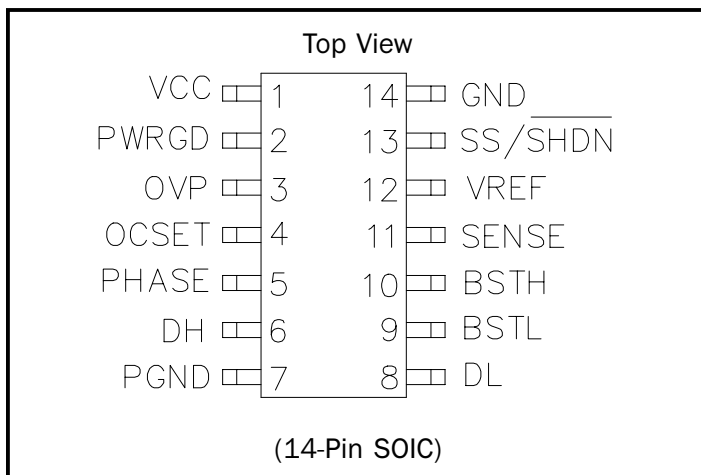 Top View
VCC 1 14 GND
PWRGD 2 13 SS/SHDN
OVP 3 12 VREF
OCSET 4 11 SENSE
PHASE 5 10 BSTH
DH 6 9 BSTL
PGND 7 8 DL
(14-Pin SOIC)